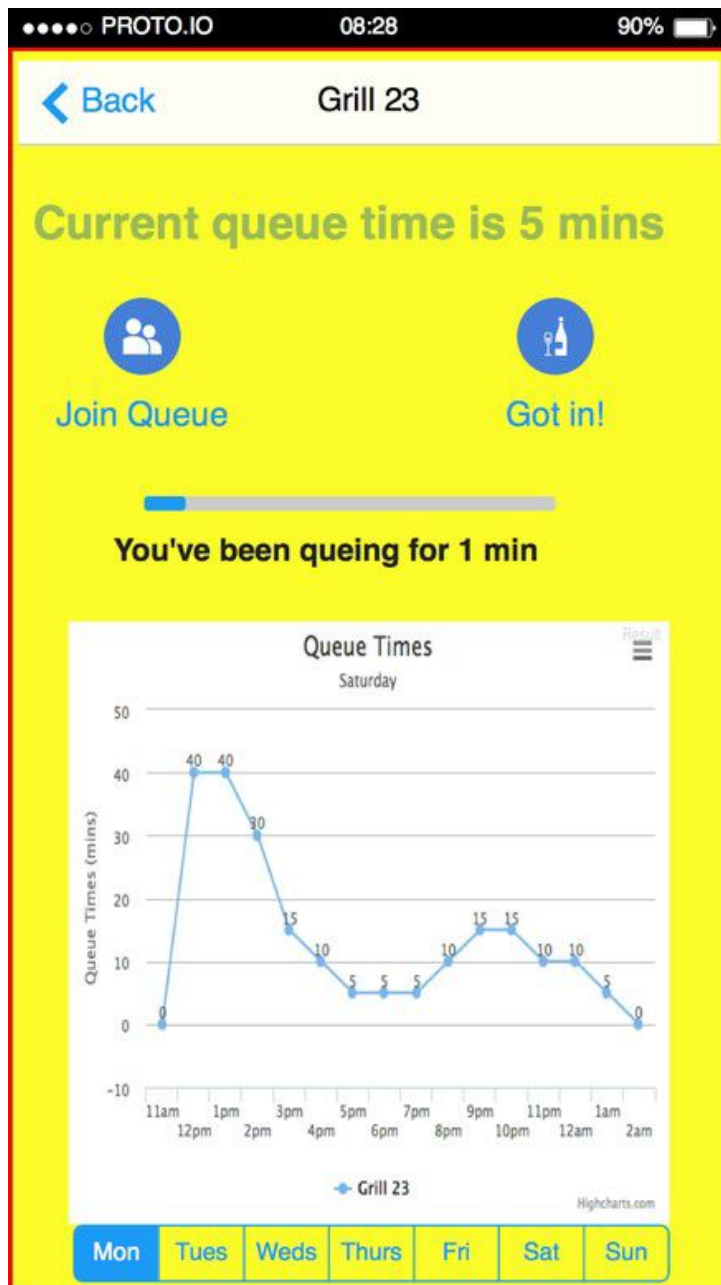 PROTO.IO 08:28 90%
Back Grill 23
Current queue time is 5 mins
Join Queue Got in!
You've been queing for 1 min
Result
Queue Times
Saturday
50
40 40
40
30
30
20
15 15 15
Queue Times (mins)
10 10 10 10 10
5 5 5 5
0 0 0
-10
11am 1pm 3pm 5pm 7pm 9pm 11pm 1am
12pm 2pm 4pm 6pm 8pm 10pm 12am 2am
Grill 23
Highcharts.com
Mon Tues Weds Thurs Fri Sat Sun